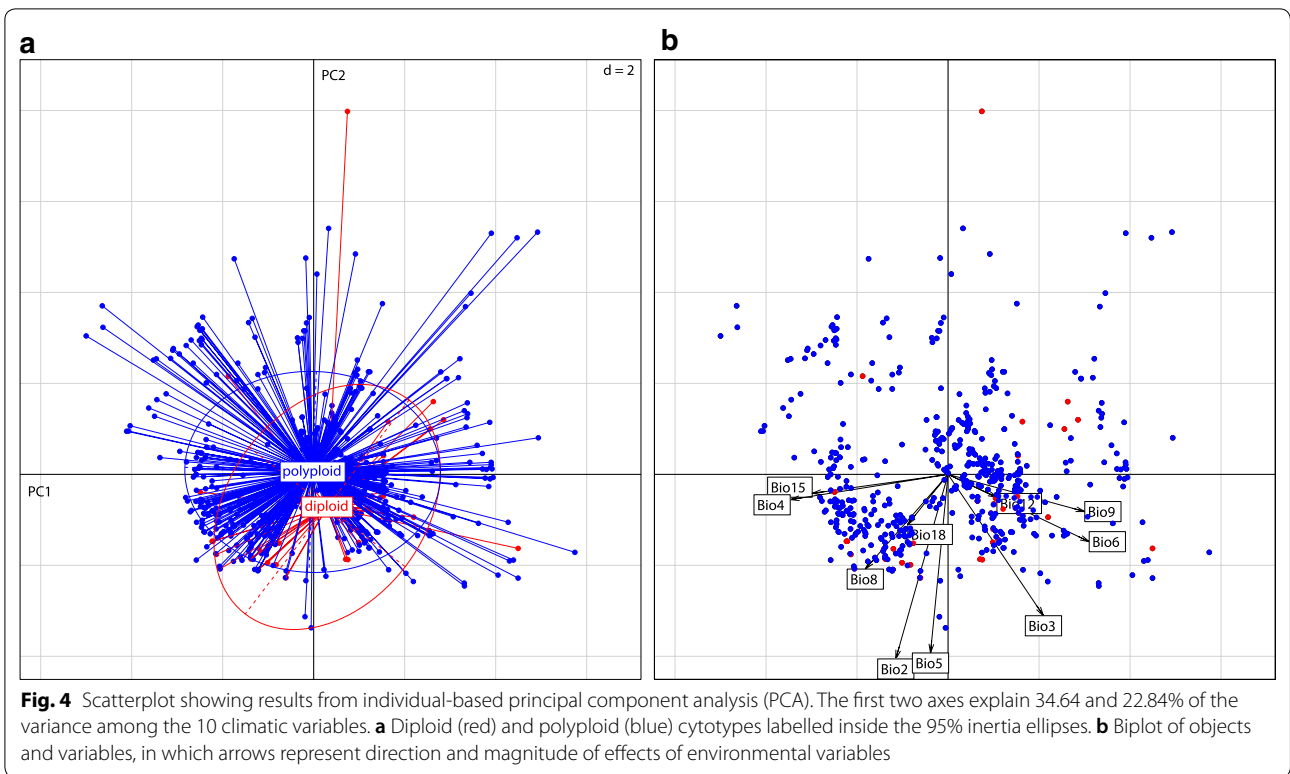 a
b
PC2
d = 2
polyploid
PC1
diploid
Bio15
Bio4
Bio12
Bio9
Bio18
Bio6
Bio8
Bio3
Bio2
Bio5
Fig. 4 Scatterplot showing results from individual-based principal component analysis (PCA). The first two axes explain 34.64 and 22.84% of the
variance among the 10 climatic variables. a Diploid (red) and polyploid (blue) cytotypes labelled inside the 95% inertia ellipses. b Biplot of objects
and variables, in which arrows represent direction and magnitude of effects of environmental variables